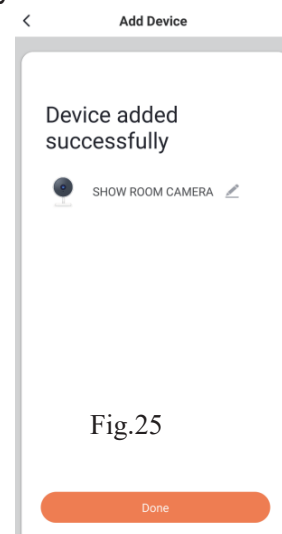 Add Device
Device added
successfully
SHOW ROOM CAMERA
Fig.25
Done